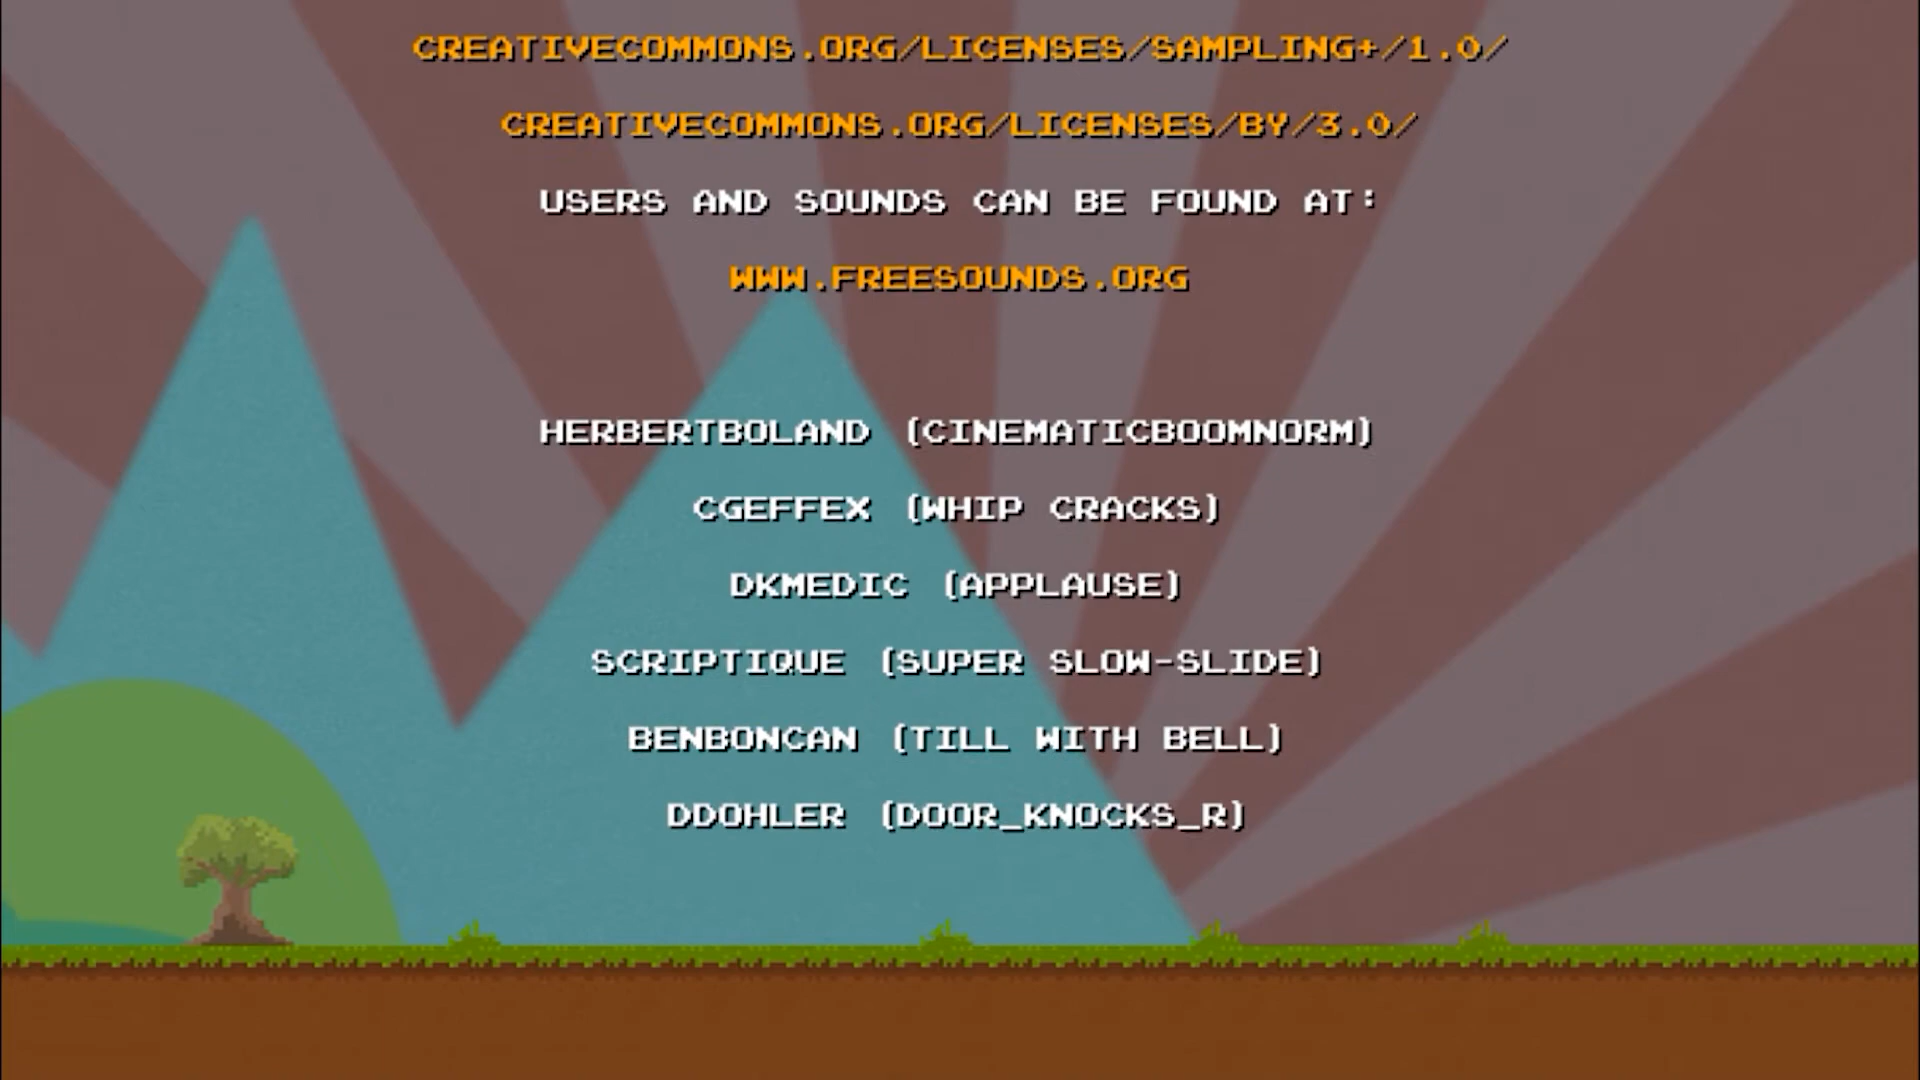 CREATIVECOMMONS.ORG/LICENSES/SAMPLING+/1.0/
CREATIVECOMMONS.ORG/LICENSES/BY/3.0/
USERS AND SOUNDS CAN BE FOUND AT:
WWW.FREESOUNDS.ORG
HERBERTBOLAND (CINEMATICBOOMNORM)
CGEFFEX (WHIP CRACKS)
DKMEDIC (APPLAUSE)
SCRIPTIQUE (SUPER SLOW-SLIDE)
BENBONCAN (TILL WITH BELL)
DDOHLER (DOOR_KNOCKS_R)